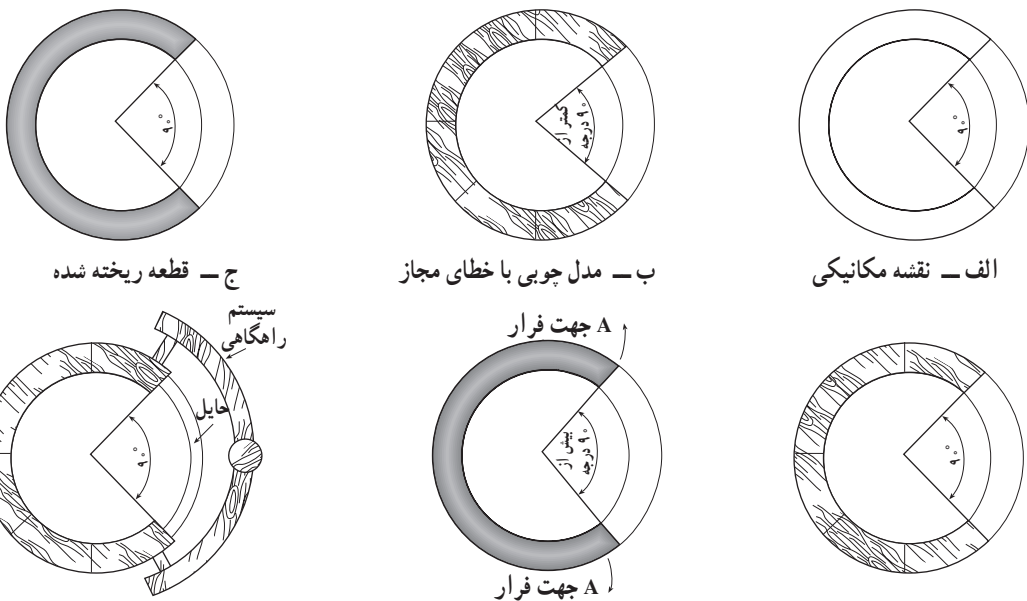 ۹۰°
کمتر از
۹۰ درجه
۹۰°
الف ـ نقشه مکانیکی
ب ـ مدل چوبی با خطای مجاز
ج ـ قطعه ریخته شده
A جهت فرار
سیستم
راهگاهی
حایل
۹۰°
بیش از
۹۰ درجه
۹۰°
A جهت فرار